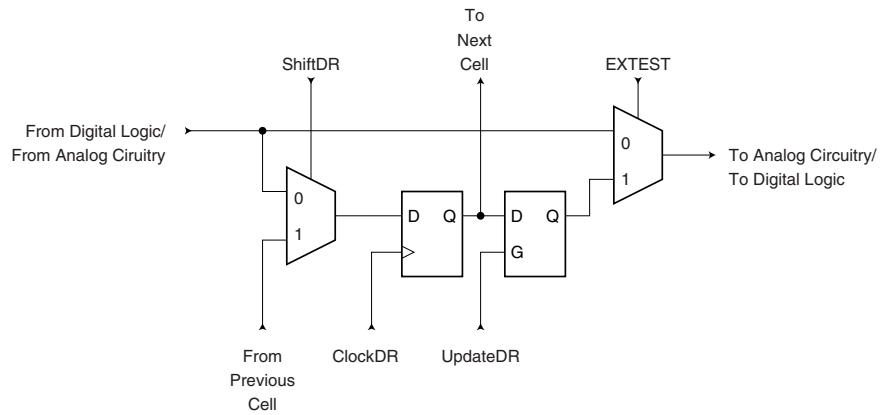 To
Next
Cell
ShiftDR
EXTEST
From Digital Logic/
From Analog Ciruitry
0
1
To Analog Circuitry/
To Digital Logic
0
1
D Q
D Q
G
From
Previous
Cell
ClockDR
UpdateDR